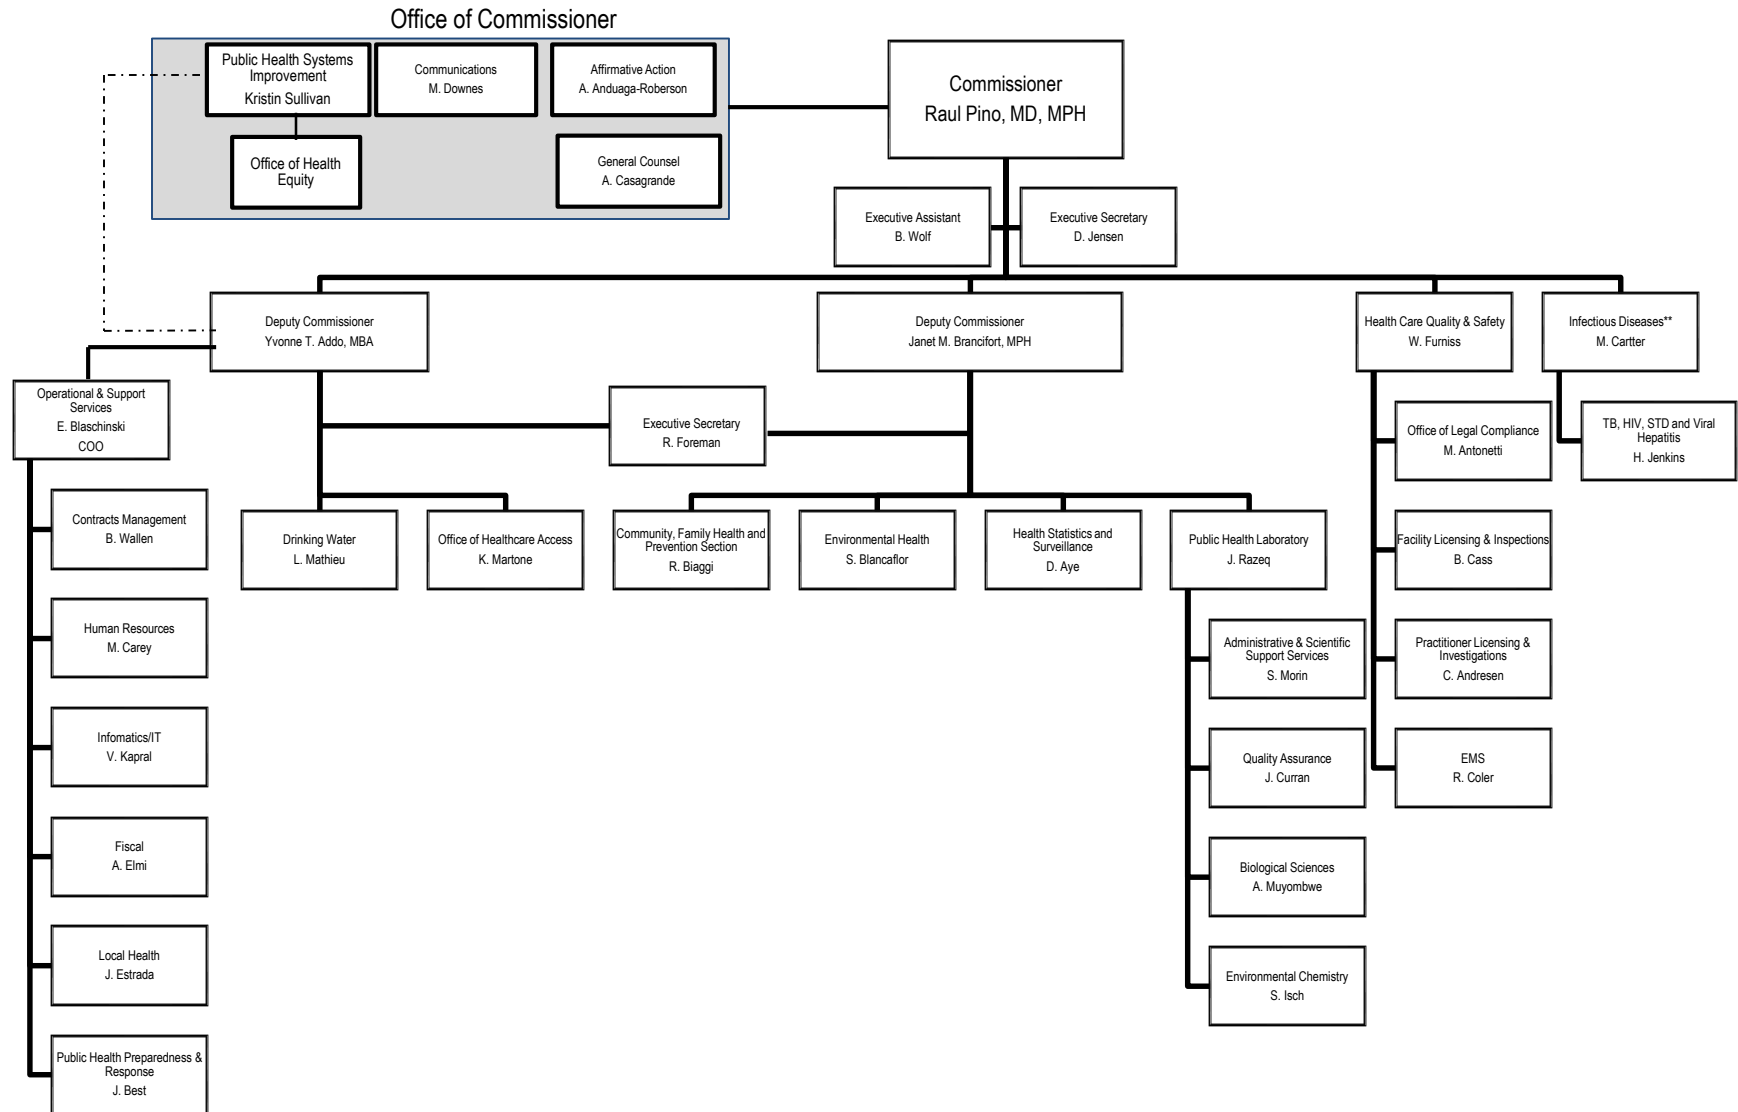 Office of Commissioner
Public Health Systems
Improvement
Kristin Sullivan
Communications
M. Downes
Affirmative Action
A. Anduaga-Roberson
Office of Health
Equity
General Counsel
A. Casagrande
Commissioner
Raul Pino, MD, MPH
Executive Assistant
B. Wolf
Executive Secretary
D. Jensen
Deputy Commissioner
Yvonne T. Addo, MBA
Deputy Commissioner
Janet M. Brancifort, MPH
Health Care Quality & Safety
W. Furniss
Infectious Diseases**
M. Cartter
Operational & Support
Services
E. Blaschinski
COO
Executive Secretary
R. Foreman
Office of Legal Compliance
M. Antonetti
TB, HIV, STD and Viral
Hepatitis
H. Jenkins
Contracts Management
B. Wallen
Drinking Water
L. Mathieu
Office of Healthcare Access
K. Martone
Community, Family Health and
Prevention Section
R. Biaggi
Environmental Health
S. Blancaflor
Health Statistics and
Surveillance
D. Aye
Public Health Laboratory
J. Razeq
Facility Licensing & Inspections
B. Cass
Human Resources
M. Carey
Administrative & Scientific
Support Services
S. Morin
Practitioner Licensing &
Investigations
C. Andresen
Infomatics/IT
V. Kapral
Quality Assurance
J. Curran
EMS
R. Coler
Fiscal
A. Elmi
Biological Sciences
A. Muyombwe
Local Health
J. Estrada
Environmental Chemistry
S. Isch
Public Health Preparedness &
Response
J. Best